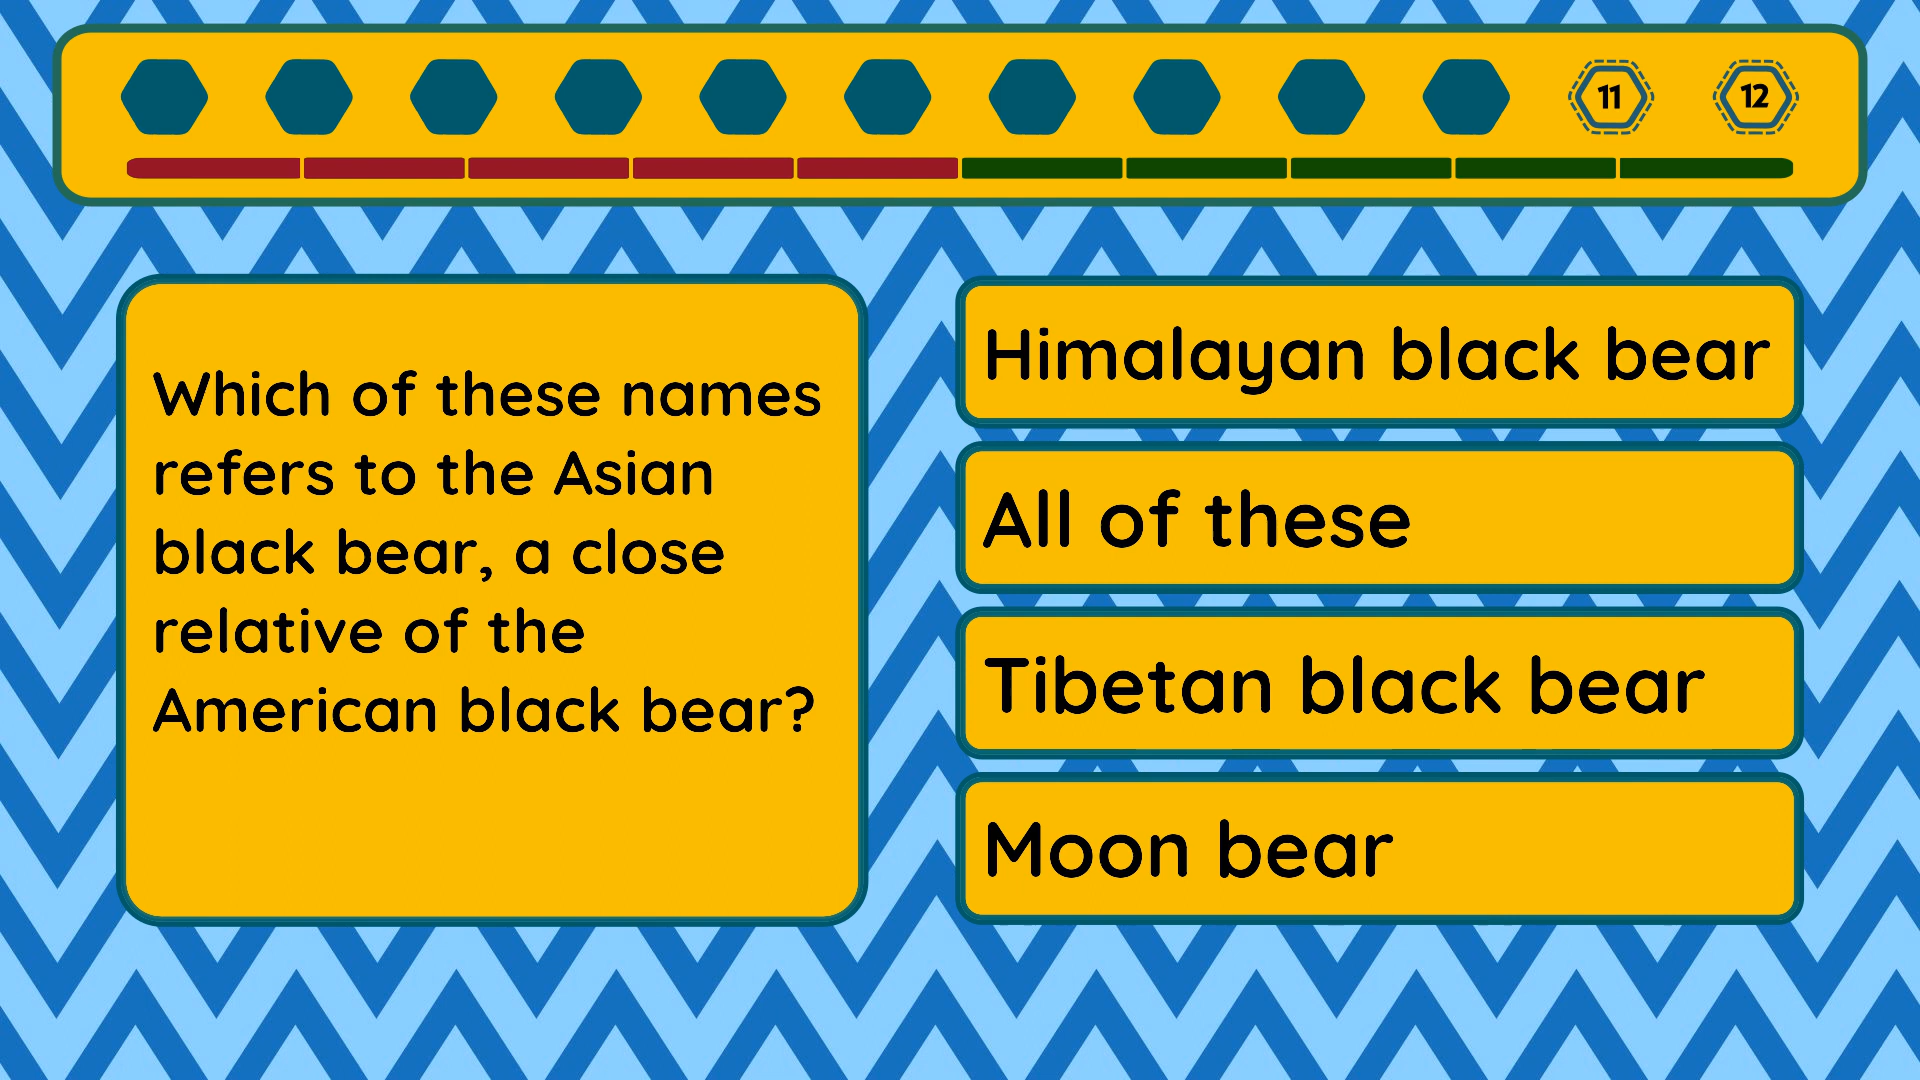 11
12
Which of these names
refers to the Asian
black bear, a close
relative of the
American black bear?
Himalayan black bear
All of these
Tibetan black bear
Moon bear